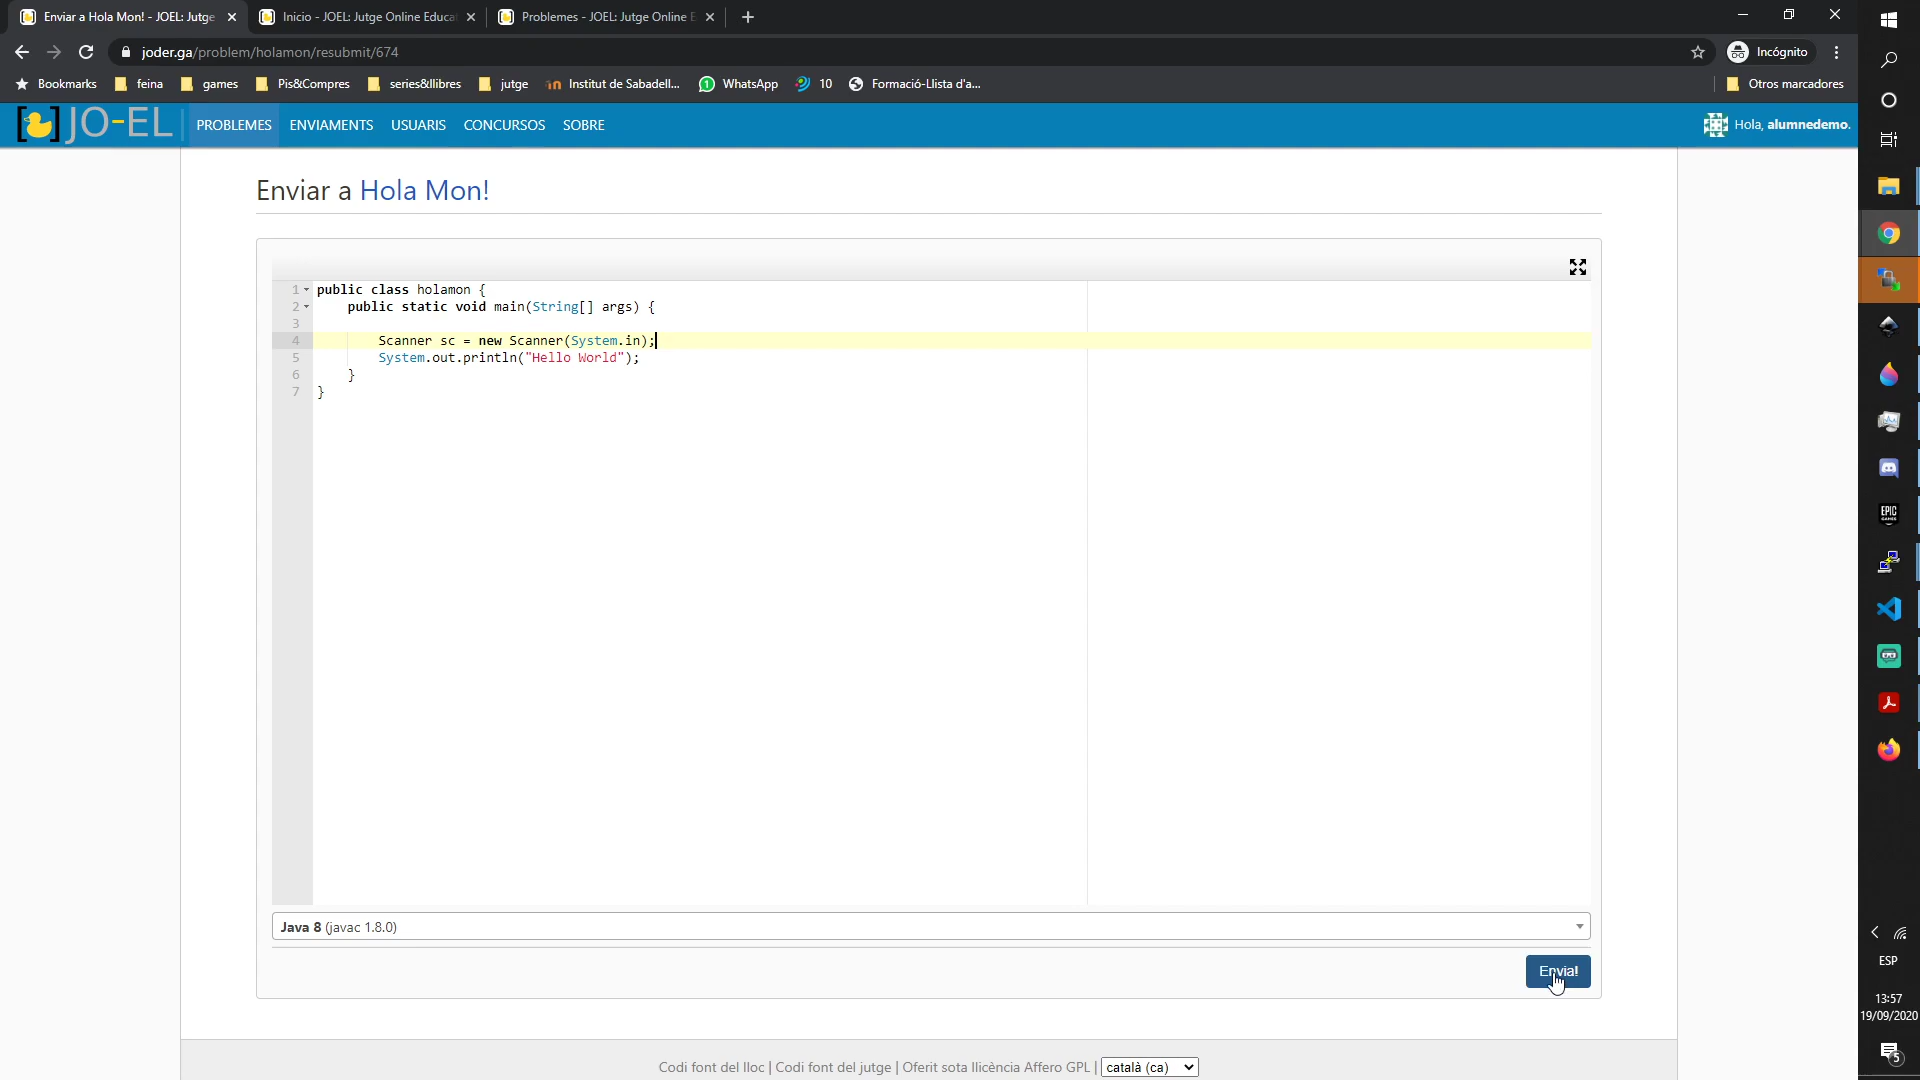 Enviar a Hola Mon! - JOEL: Jutge
Inicio - JOEL: Jutge Online Educat
Problemes - JOEL: Jutge Online E
joder.ga/problem/holamon/resubmit/674
Incógnito
Bookmarks feina games Pis&Compres series&llibres jutge Institut de Sabadell... WhatsApp 10 Formació-Llista d'a... Otros marcadores
JO-EL PROBLEMES ENVIAMENTS USUARIS CONCURSOS SOBRE Hola, alumnedemo.
Enviar a Hola Mon!
1 public class holamon {
2 public static void main(String[] args) {
3
4 Scanner sc = new Scanner(System.in);
5 System.out.println("Hello World");
6 }
7 }
Java 8 (javac 1.8.0)
Envia!
Codi font del lloc | Codi font del jutge | Oferit sota llicència Affero GPL | català (ca)
EPIC
GAMES
ESP
13:57
19/09/2020
5